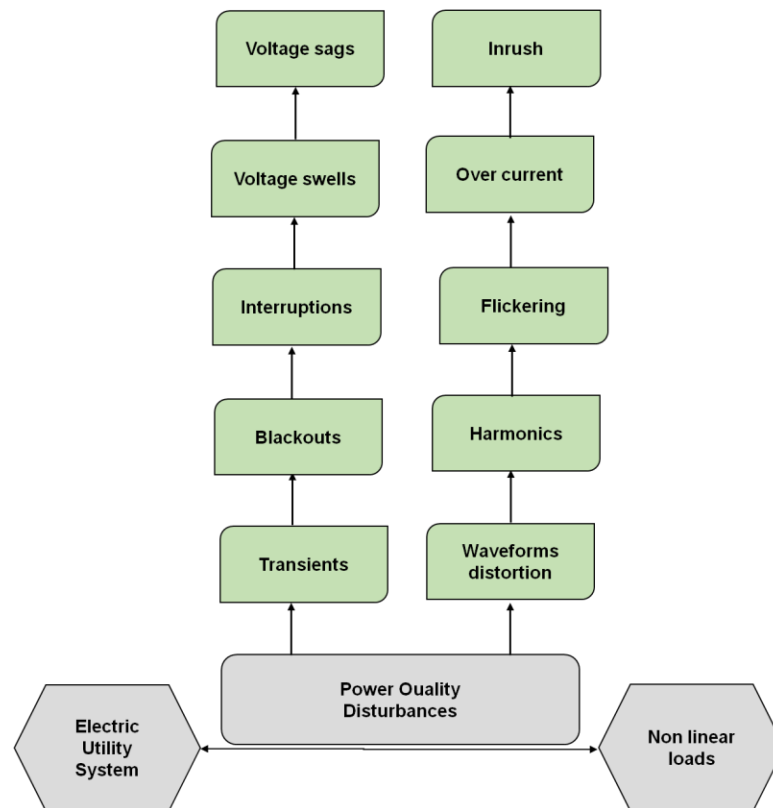 Voltage sags
Inrush
Voltage swells
Over current
Interruptions
Flickering
Blackouts
Harmonics
Transients
Waveforms
distortion
Power Ouality
Disturbances
Electric
Utility
System
Non linear
loads